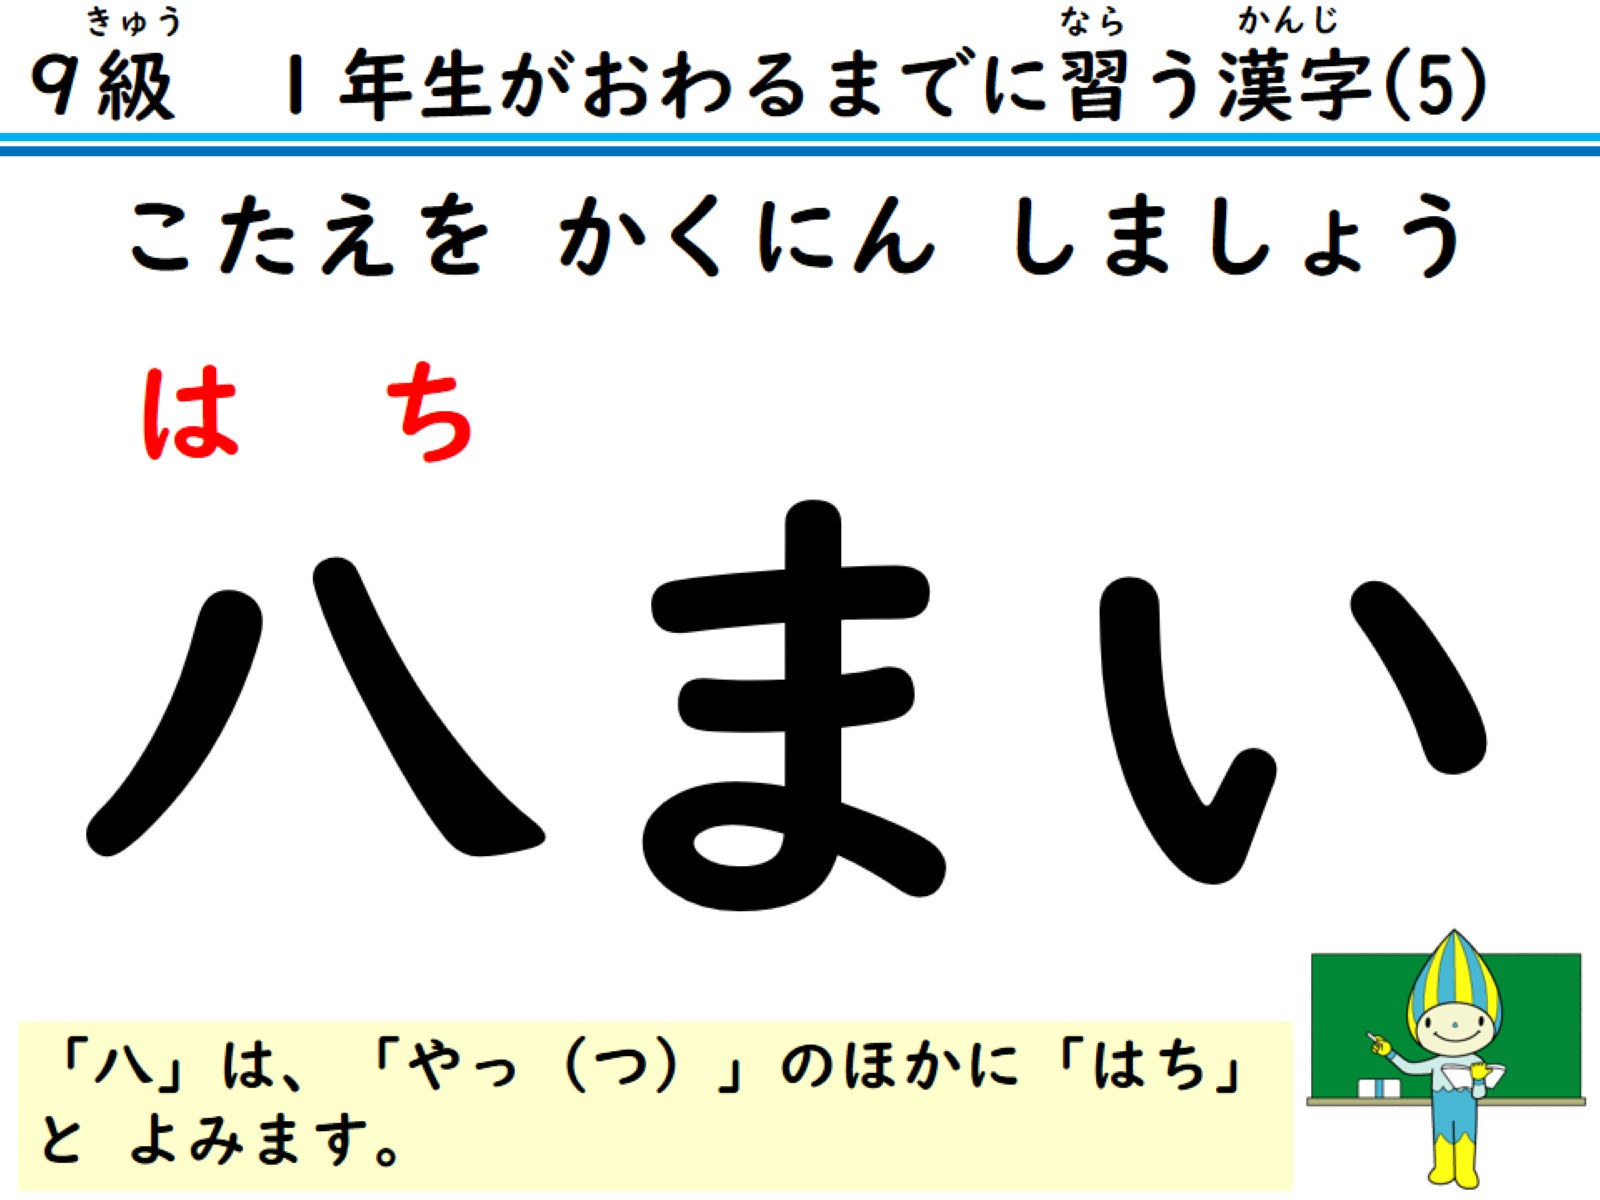 きゅう なら かんじ
９級　１年生がおわるまでに習う漢字(5)
こたえを かくにん しましょう
は ち
八まい
「八」は、「やっ（つ）」のほかに「はち」
と よみます。